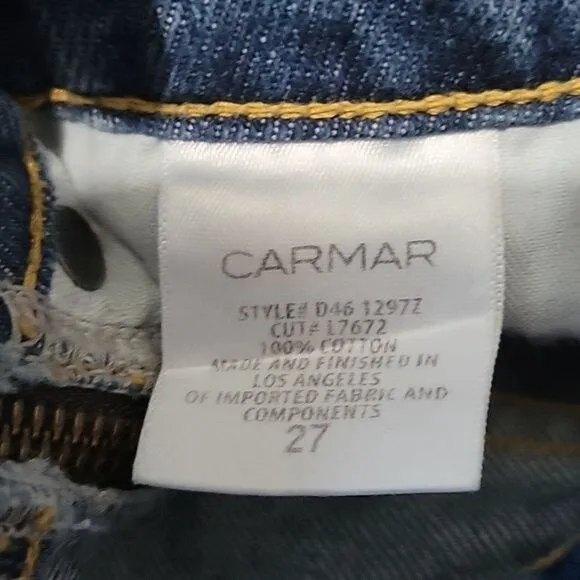 CARMAR
STYLE# D46 1297Z
CUT# L7672
100% COTTON
MADE AND FINISHED IN
LOS ANGELES
OF IMPORTED FABRIC AND
COMPONENTS
27